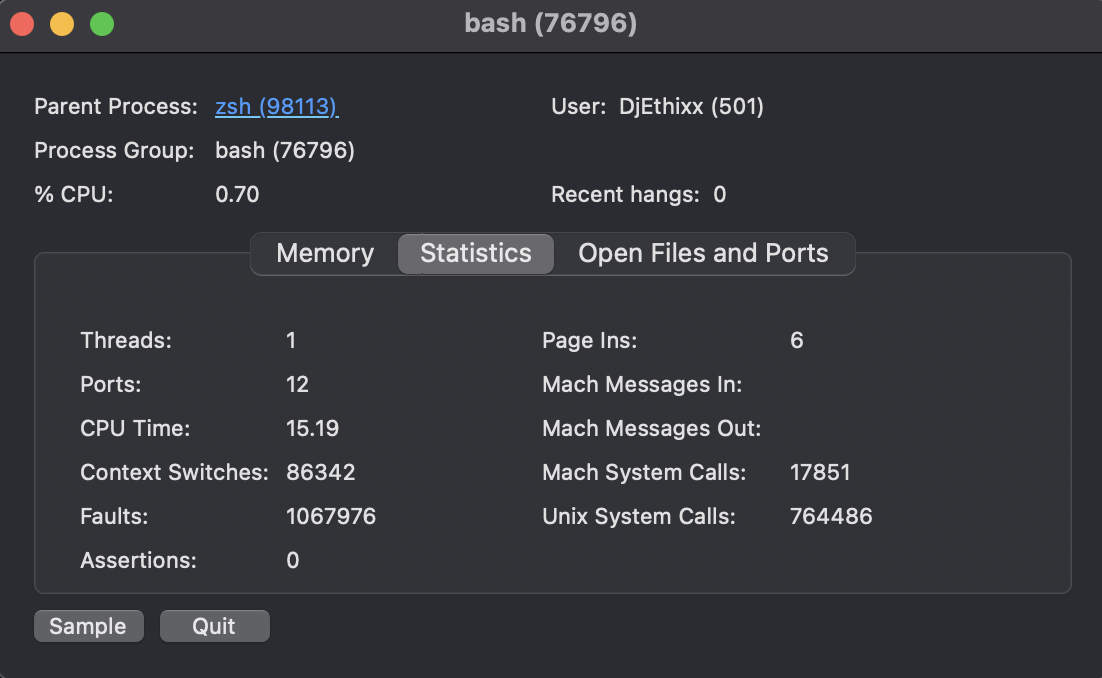 bash (76796)
Parent Process: zsh (98113) User: DjEthixx (501)
Process Group: bash (76796)
% CPU: 0.70 Recent hangs: 0
Memory Statistics Open Files and Ports
Threads: 1 Page Ins: 6
Ports: 12 Mach Messages In:
CPU Time: 15.19 Mach Messages Out:
Context Switches: 86342 Mach System Calls: 17851
Faults: 1067976 Unix System Calls: 764486
Assertions: 0
Sample Quit